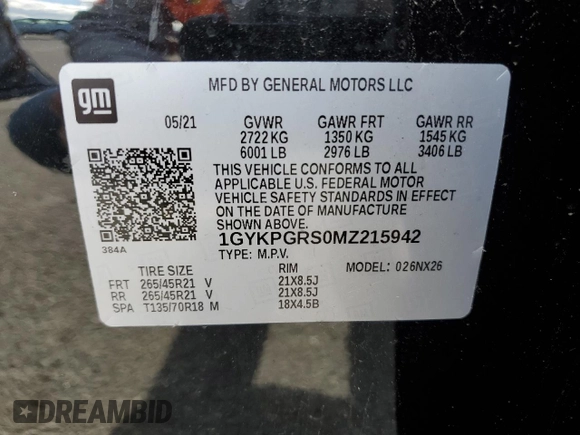 gm
MFD BY GENERAL MOTORS LLC
05/21 GVWR GAWR FRT GAWR RR
2722 KG 1350 KG 1545 KG
6001 LB 2976 LB 3406 LB
THIS VEHICLE CONFORMS TO ALL
APPLICABLE U.S. FEDERAL MOTOR
VEHICLE SAFETY STANDARDS IN EFFECT ON
THE DATE OF MANUFACTURE
SHOWN ABOVE.
384A
1GYKPGRS0MZ215942
TYPE: M.P.V.
TIRE SIZE RIM MODEL: 026NX26
FRT 265/45R21 V 21X8.5J
RR 265/45R21 V 21X8.5J
SPA T135/70R18 M 18X4.5B
DREAMBID